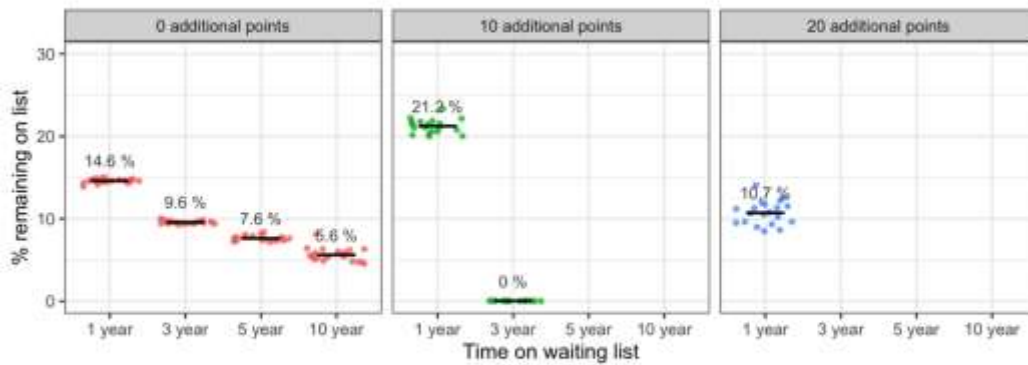 0 additional points
10 additional points
20 additional points
% remaining on list
30
20
10
0
14.6 %
9.6 %
7.6 %
5.6 %
21.2 %
0 %
10.7 %
1 year 3 year 5 year 10 year
1 year 3 year 5 year 10 year
1 year 3 year 5 year 10 year
Time on waiting list